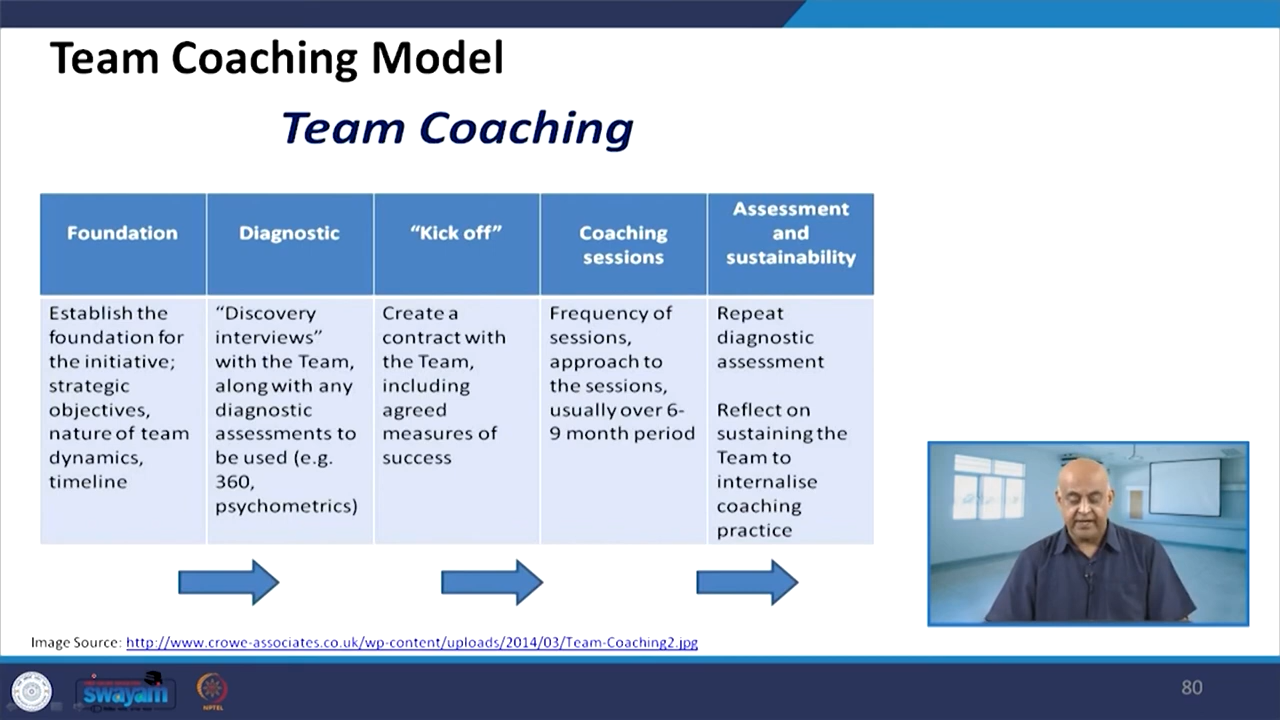 Team Coaching Model
Team Coaching
Foundation
Diagnostic
“Kick off”
Coaching
sessions
Assessment
and
sustainability
Establish the
foundation for
the initiative;
strategic
objectives,
nature of team
dynamics,
timeline
“Discovery
interviews”
with the Team,
along with any
diagnostic
assessments to
be used (e.g.
360,
psychometrics)
Create a
contract with
the Team,
including
agreed
measures of
success
Frequency of
sessions,
approach to
the sessions,
usually over 6-
9 month period
Repeat
diagnostic
assessment
Reflect on
sustaining the
Team to
internalise
coaching
practice
Image Source: http://www.crowe-associates.co.uk/wp-content/uploads/2014/03/Team-Coaching2.jpg
swayam
NPTEL
80